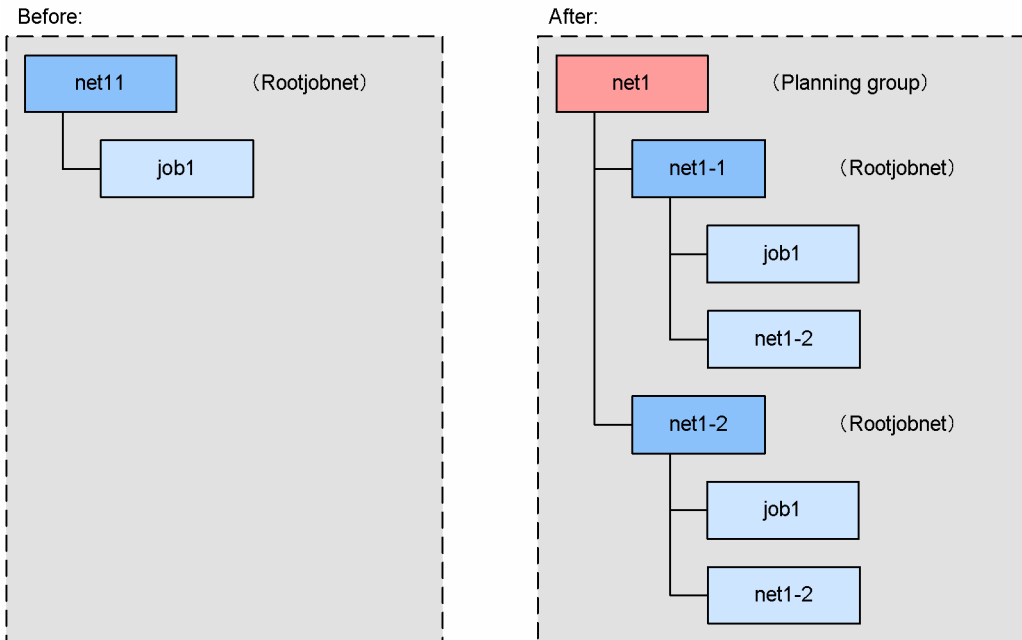 Before:
net11
（Rootjobnet）
job1
After:
net1
（Planning group）
net1-1
（Rootjobnet）
job1
net1-2
net1-2
（Rootjobnet）
job1
net1-2